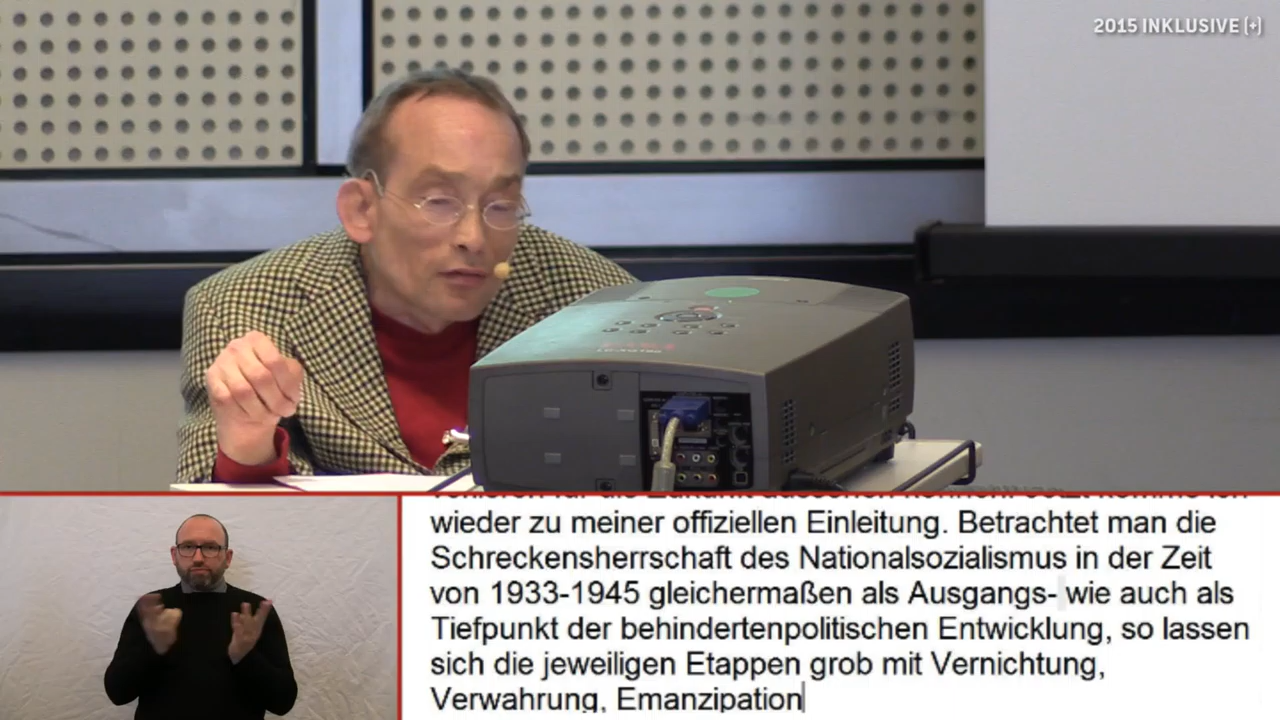 2015 INKLUSIVE (+)
wieder zu meiner offiziellen Einleitung. Betrachtet man die
Schreckensherrschaft des Nationalsozialismus in der Zeit
von 1933-1945 gleichermaßen als Ausgangs- wie auch als
Tiefpunkt der behindertenpolitischen Entwicklung, so lassen
sich die jeweiligen Etappen grob mit Vernichtung,
Verwahrung, Emanzipation